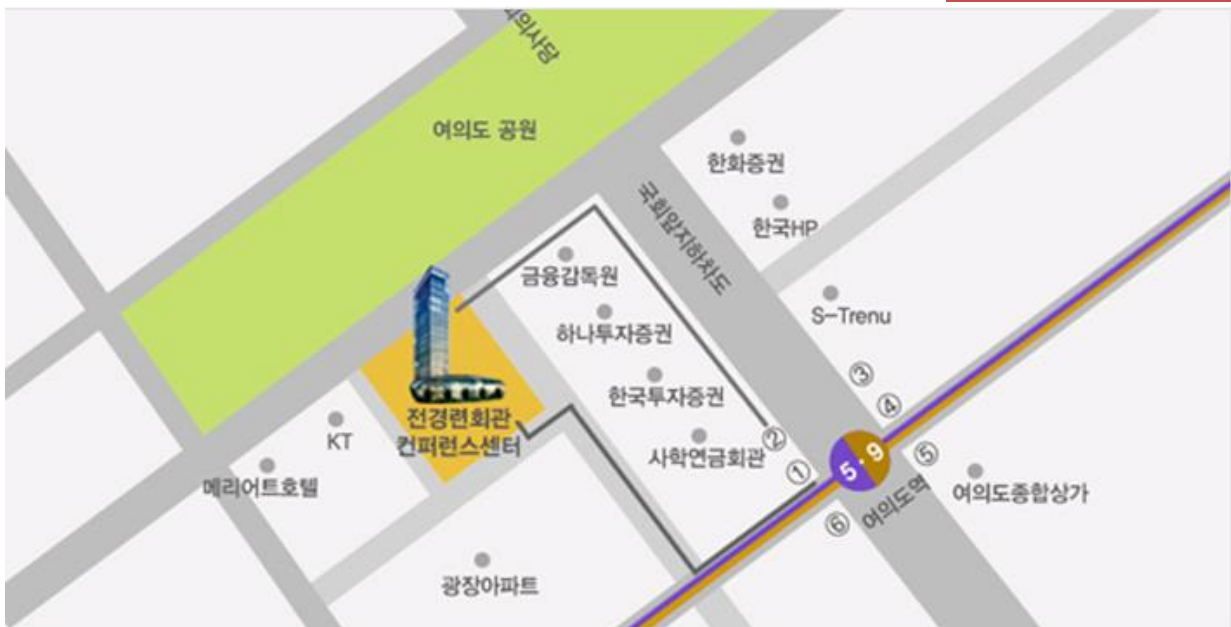 의사당
여의도 공원
한화증권
국회앞지하차도
한국HP
금융감독원
S-Trenu
하나투자증권
한국투자증권
③
④
전경련회관
컨퍼런스센터
KT
②
사학연금회관
①
5·9
⑤
메리어트호텔
여의도종합상가
여의도역
⑥
광장아파트